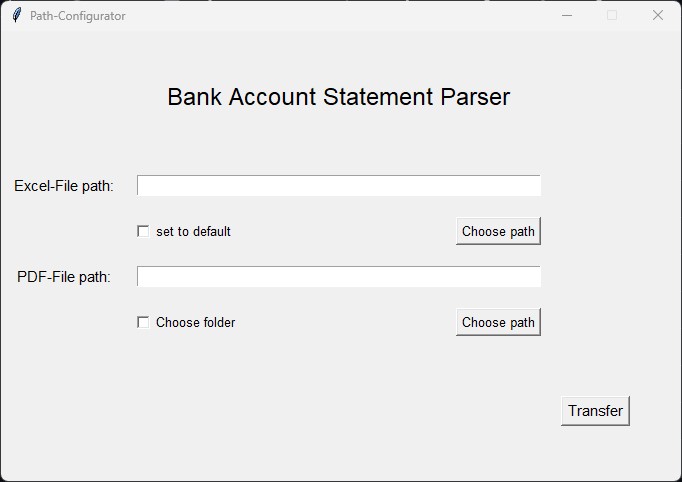 Path-Configurator
Bank Account Statement Parser
Excel-File path:
set to default
Choose path
PDF-File path:
Choose folder
Choose path
Transfer